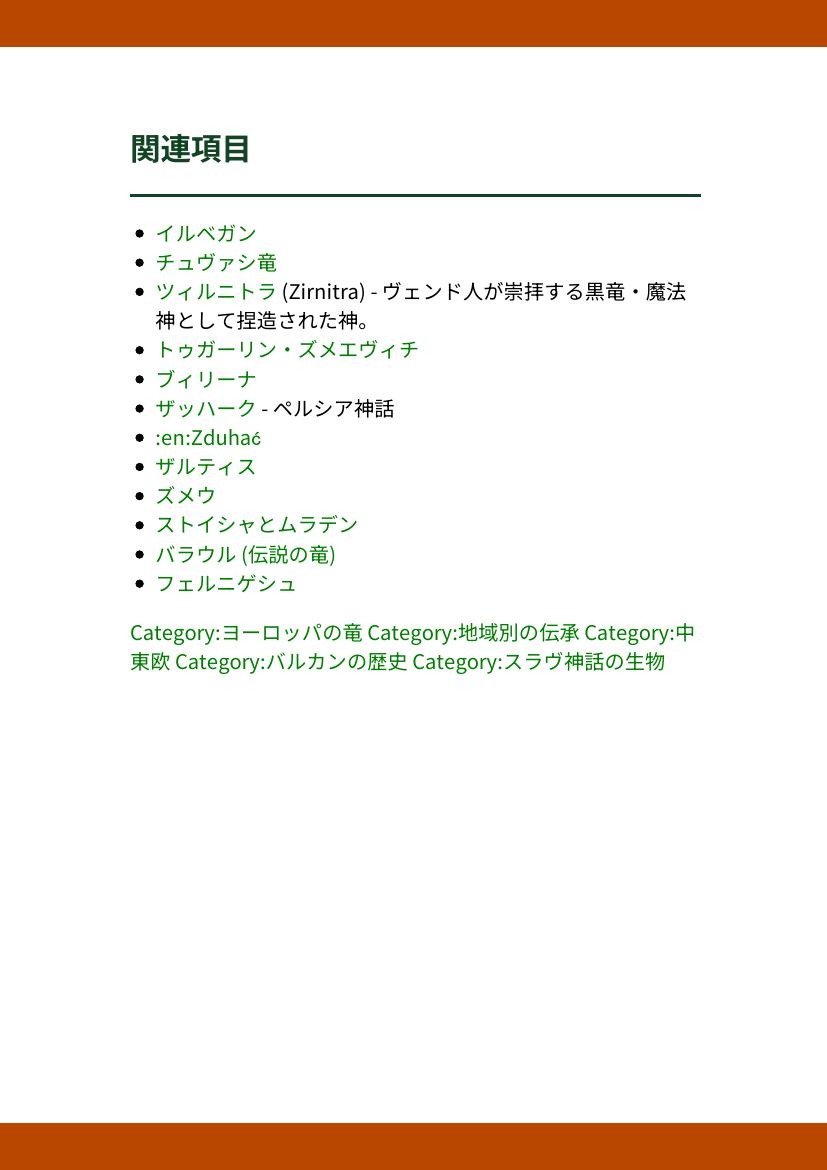 関連項目
イルベガン
チュヴァシ竜
ツィルニトラ (Zirnitra) - ヴェンド人が崇拝する黒竜・魔法
神として捏造された神。
トゥガーリン・ズメエヴィチ
ブィリーナ
ザッハーク - ペルシア神話
:en:Zduhać
ザルティス
ズメウ
ストイシャとムラデン
バラウル (伝説の竜)
フェルニゲシュ
Category:ヨーロッパの竜 Category:地域別の伝承 Category:中
東欧 Category:バルカンの歴史 Category:スラヴ神話の生物